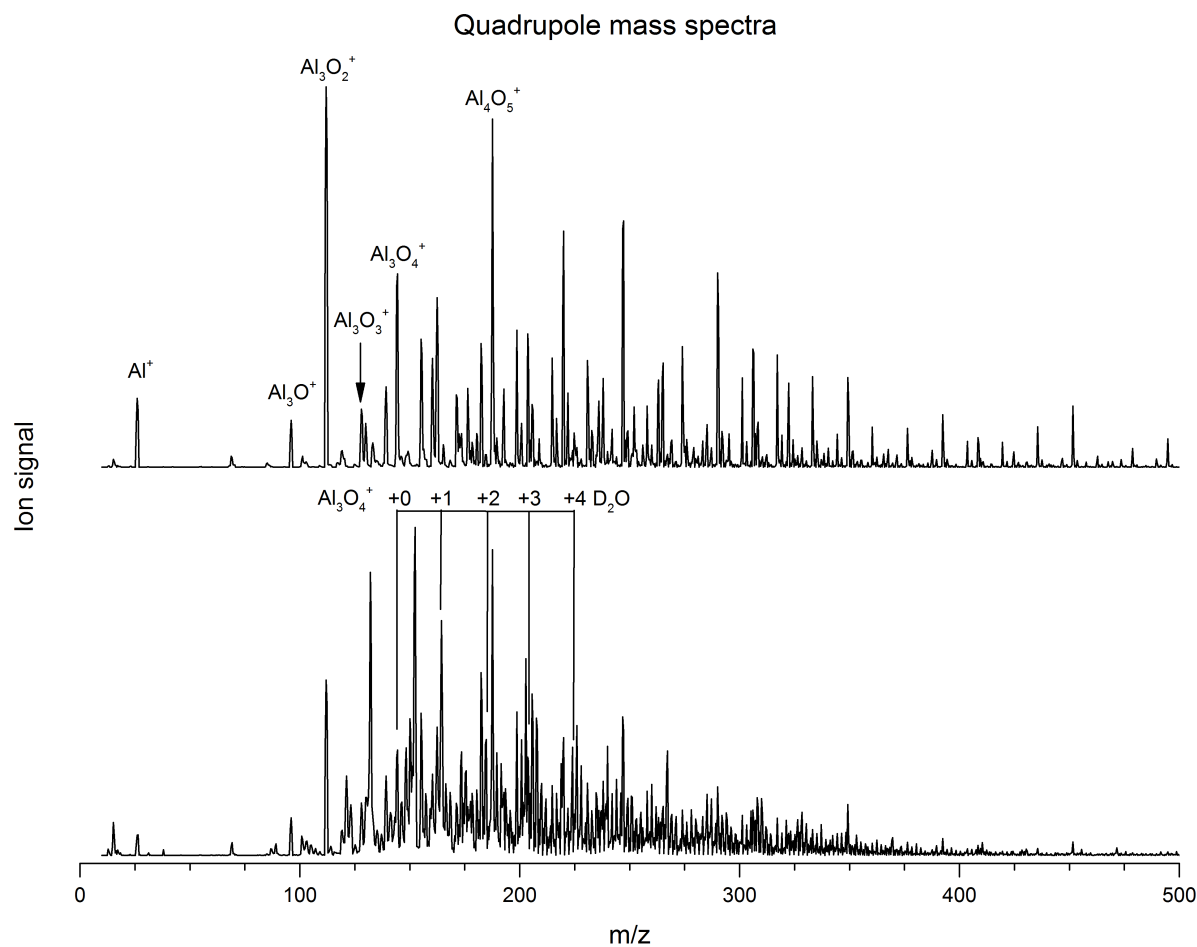 Quadrupole mass spectra
Al₃O₂⁺
Al₄O₅⁺
Al₃O₄⁺
Al₃O₃⁺
Al⁺
Al₃O⁺
Ion signal
Al₃O₄⁺ +0 +1 +2 +3 +4 D₂O
0 100 200 300 400 500
m/z